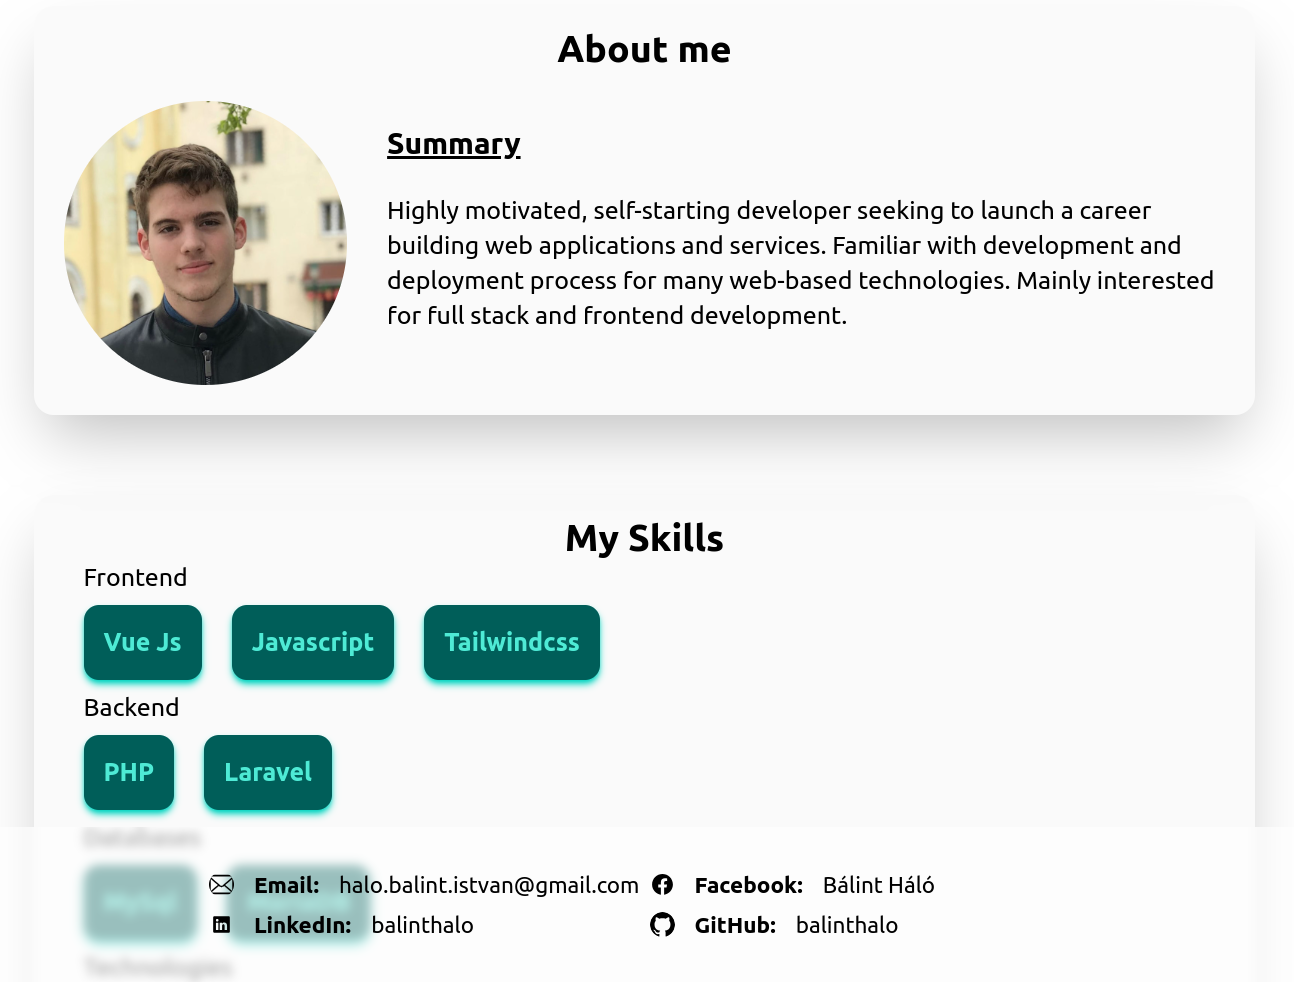 About me
Summary
Highly motivated, self-starting developer seeking to launch a career
building web applications and services. Familiar with development and
deployment process for many web-based technologies. Mainly interested
for full stack and frontend development.
My Skills
Frontend
Vue Js Javascript Tailwindcss
Backend
PHP Laravel
Databases
MySql
Email: halo.balint.istvan@gmail.com Facebook: Bálint Háló
LinkedIn: balinthalo GitHub: balinthalo
Technologies